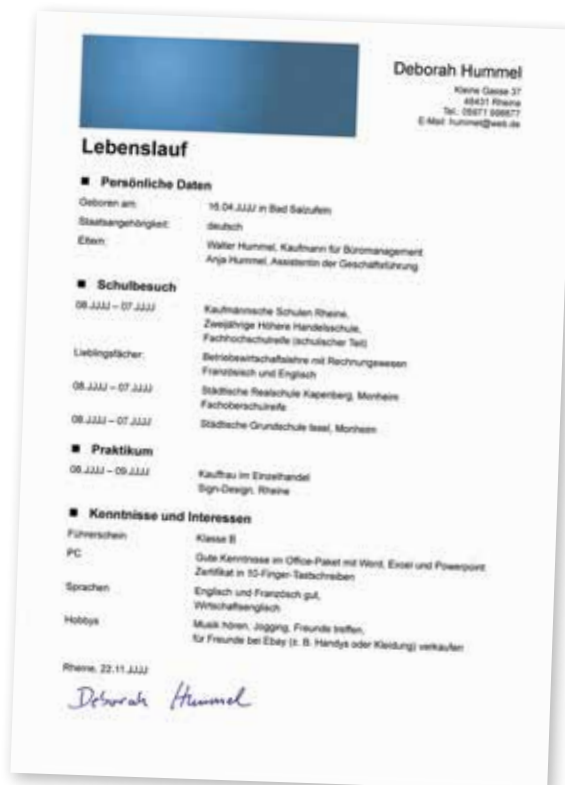 Deborah Hummel
Kleine Gasse 37
48431 Rheine
Tel.: 05971
E-Mail: hummel@web.de
Lebenslauf
■ Persönliche Daten
Geboren am: 16.04.JJJJ in Bad Salzufeln
Staatsangehörigkeit: deutsch
Eltern: Walter Hummel, Kaufmann für Büromanagement
Anja Hummel, Assistentin der Geschäftsführung
■ Schulbesuch
08.JJJJ – 07.JJJJ Kaufmännische Schulen Rheine,
Zweijährige Höhere Handelsschule,
Fachhochschulreife (schulischer Teil)
Lieblingsfächer: Betriebswirtschaftslehre mit Rechnungswesen
Französisch und Englisch
08.JJJJ – 07.JJJJ Städtische Realschule Kapenberg, Monheim
Fachoberschulreife
08.JJJJ – 07.JJJJ Städtische Grundschule Monheim
■ Praktikum
08.JJJJ – 09.JJJJ Kauffrau im Einzelhandel
Sign-Design, Rheine
■ Kenntnisse und Interessen
Führerschein Klasse B
PC Gute Kenntnisse im Office-Paket mit Word, Excel und Powerpoint
Zertifikat in 10-Finger-Tastschreiben
Sprachen Englisch und Französch gut,
Wirtschaftsenglisch
Hobbys Musik hören, Jogging, Freunde treffen,
für Freunde bei Ebay (z. B. Handys oder Kleidung) verkaufen
Rheine, 22.11.JJJJ
Deborah Hummel